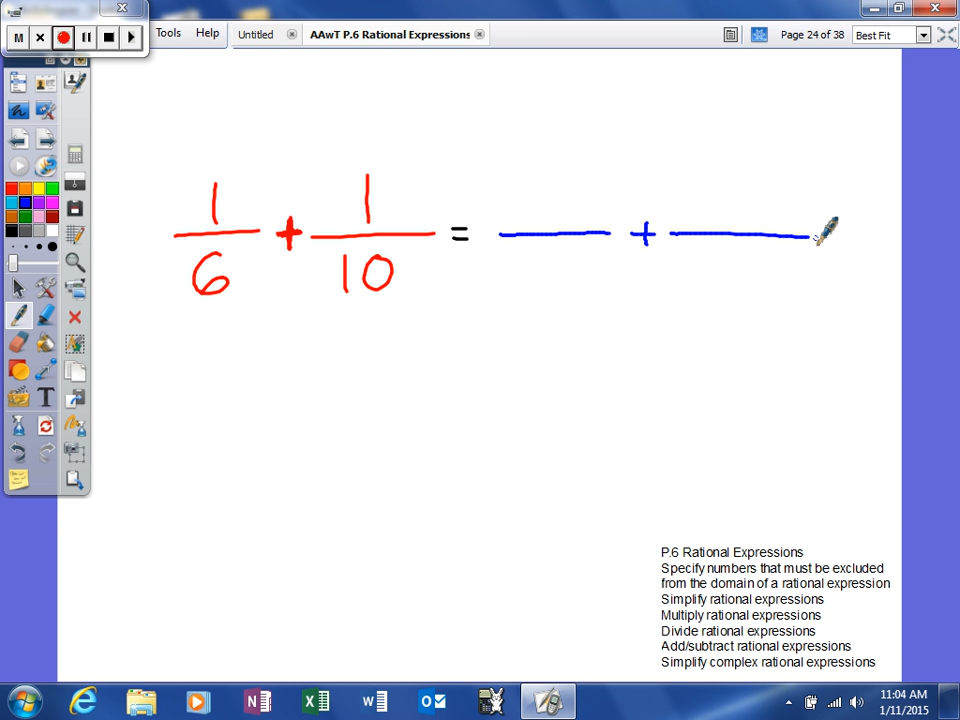 M
Tools Help Untitled AAwT P.6 Rational Expressions Page 24 of 38 Best Fit
1/6 + 1/10 = +
P.6 Rational Expressions
Specify numbers that must be excluded
from the domain of a rational expression
Simplify rational expressions
Multiply rational expressions
Divide rational expressions
Add/subtract rational expressions
Simplify complex rational expressions
11:04 AM
1/11/2015